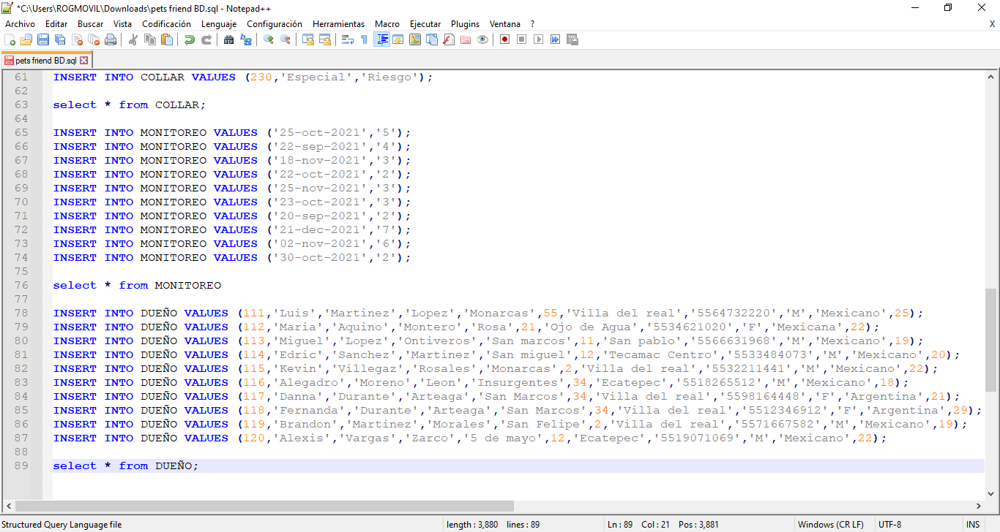 *C:\Users\ROGMOVIL\Downloads\pets friend BD.sql - Notepad++
Archivo Editar Buscar Vista Codificación Lenguaje Configuración Herramientas Macro Ejecutar Plugins Ventana ? X
pets friend BD.sql
61 INSERT INTO COLLAR VALUES (230,'Especial','Riesgo');
62
63 select * from COLLAR;
64
65 INSERT INTO MONITOREO VALUES ('25-oct-2021','5');
66 INSERT INTO MONITOREO VALUES ('22-sep-2021','4');
67 INSERT INTO MONITOREO VALUES ('18-nov-2021','3');
68 INSERT INTO MONITOREO VALUES ('22-oct-2021','2');
69 INSERT INTO MONITOREO VALUES ('25-nov-2021','3');
70 INSERT INTO MONITOREO VALUES ('23-oct-2021','3');
71 INSERT INTO MONITOREO VALUES ('20-sep-2021','2');
72 INSERT INTO MONITOREO VALUES ('21-dec-2021','7');
73 INSERT INTO MONITOREO VALUES ('02-nov-2021','6');
74 INSERT INTO MONITOREO VALUES ('30-oct-2021','2');
75
76 select * from MONITOREO
77
78 INSERT INTO DUEÑO VALUES (111,'Luis','Martinez','Lopez','Monarcas',55,'Villa del real','5564732220','M','Mexicano',25);
79 INSERT INTO DUEÑO VALUES (112,'Maria','Aquino','Montero','Rosa',21,'Ojo de Agua','5534621020','F','Mexicana',22);
80 INSERT INTO DUEÑO VALUES (113,'Miguel','Lopez','Ontiveros','San marcos',11,'San pablo','5566631968','M','Mexicano',19);
81 INSERT INTO DUEÑO VALUES (114,'Edric','Sanchez','Martinez','San miguel',12,'Tecamac Centro','5533484073','M','Mexicano',20);
82 INSERT INTO DUEÑO VALUES (115,'Kevin','Villegaz','Rosales','Monarcas',2,'Villa del real','5532211441','M','Mexicano',22);
83 INSERT INTO DUEÑO VALUES (116,'Alegadro','Moreno','Leon','Insurgentes',34,'Ecatepec','5518265512','M','Mexicano',18);
84 INSERT INTO DUEÑO VALUES (117,'Danna','Durante','Arteaga','San Marcos',34,'Villa del real','5598164448','F','Argentina',21);
85 INSERT INTO DUEÑO VALUES (118,'Fernanda','Durante','Arteaga','San Marcos',34,'Villa del real','5512346912','F','Argentina',29);
86 INSERT INTO DUEÑO VALUES (119,'Brandon','Martinez','Morales','San Felipe',2,'Villa del real','5571667582','M','Mexicano',19);
87 INSERT INTO DUEÑO VALUES (120,'Alexis','Vargas','Zarco','5 de mayo',12,'Ecatepec','5519071069','M','Mexicano',22);
88
89 select * from DUEÑO;
Structured Query Language file length : 3,880 lines : 89 Ln : 89 Col : 21 Pos : 3,881 Windows (CR LF) UTF-8 INS